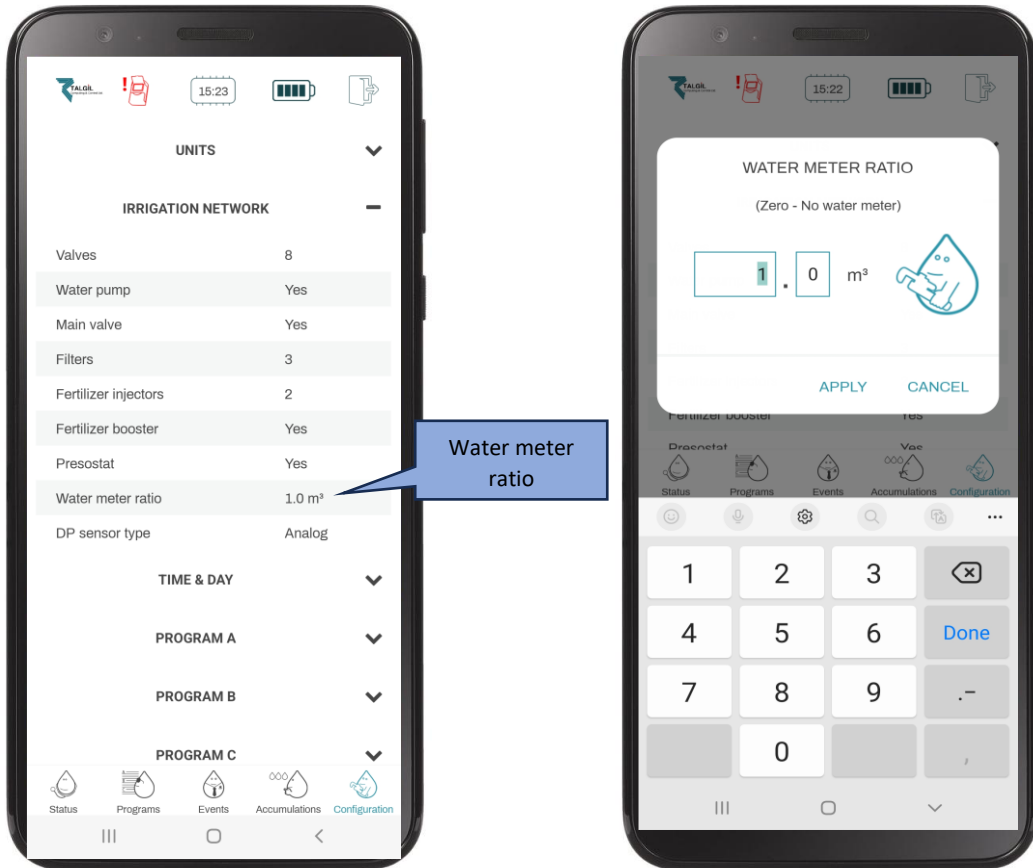 TALGIL
15:23
UNITS
IRRIGATION NETWORK
Valves 8
Water pump Yes
Main valve Yes
Filters 3
Fertilizer injectors 2
Fertilizer booster Yes
Presostat Yes
Water meter ratio 1.0 m³
DP sensor type Analog
TIME & DAY
PROGRAM A
PROGRAM B
PROGRAM C
Status Programs Events Accumulations Configuration
Water meter
ratio
TALGIL
15:22
WATER METER RATIO
(Zero - No water meter)
1 . 0 m³
APPLY CANCEL
Fertilizer booster Yes
Presostat Yes
Status Programs Events Accumulations Configuration
1 2 3
4 5 6 Done
7 8 9 .-
0 ,